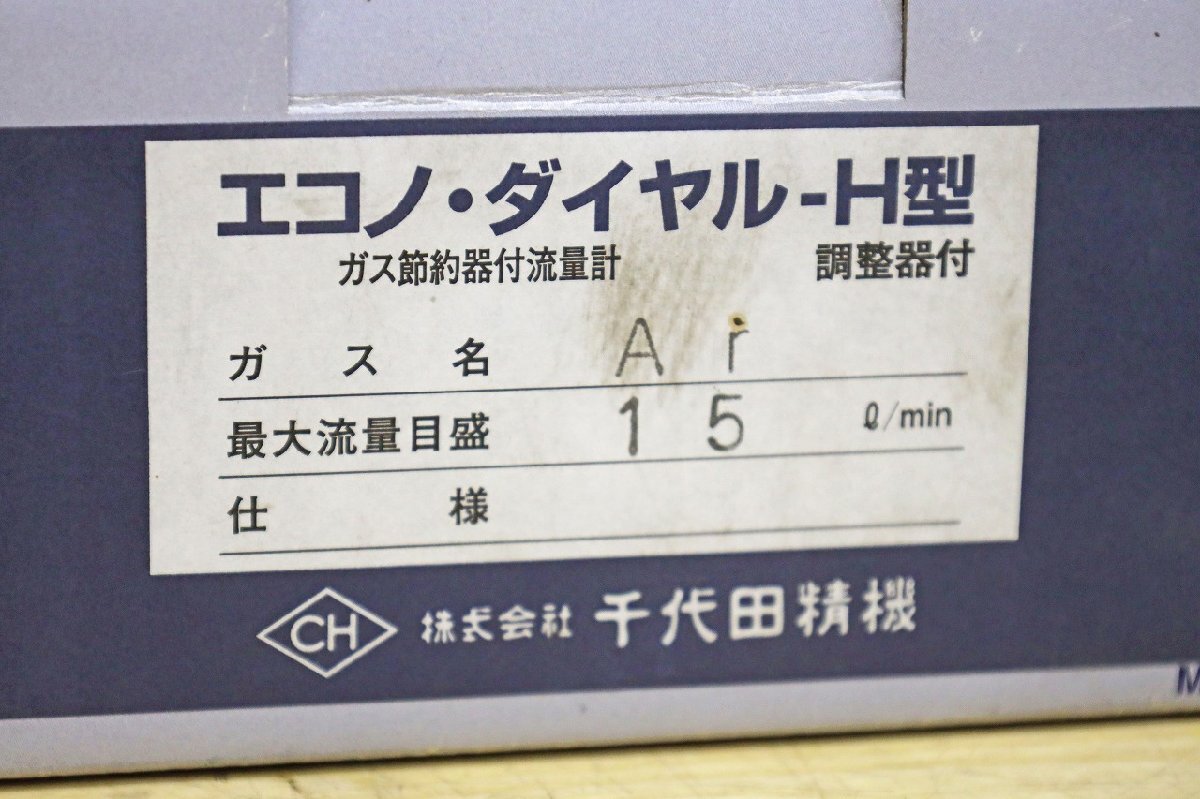 エコノ・ダイヤル-H型
ガス節約器付流量計 調整器付
ガス名 Ar
最大流量目盛 15 ℓ/min
仕様
CH 株式会社 千代田精機
M